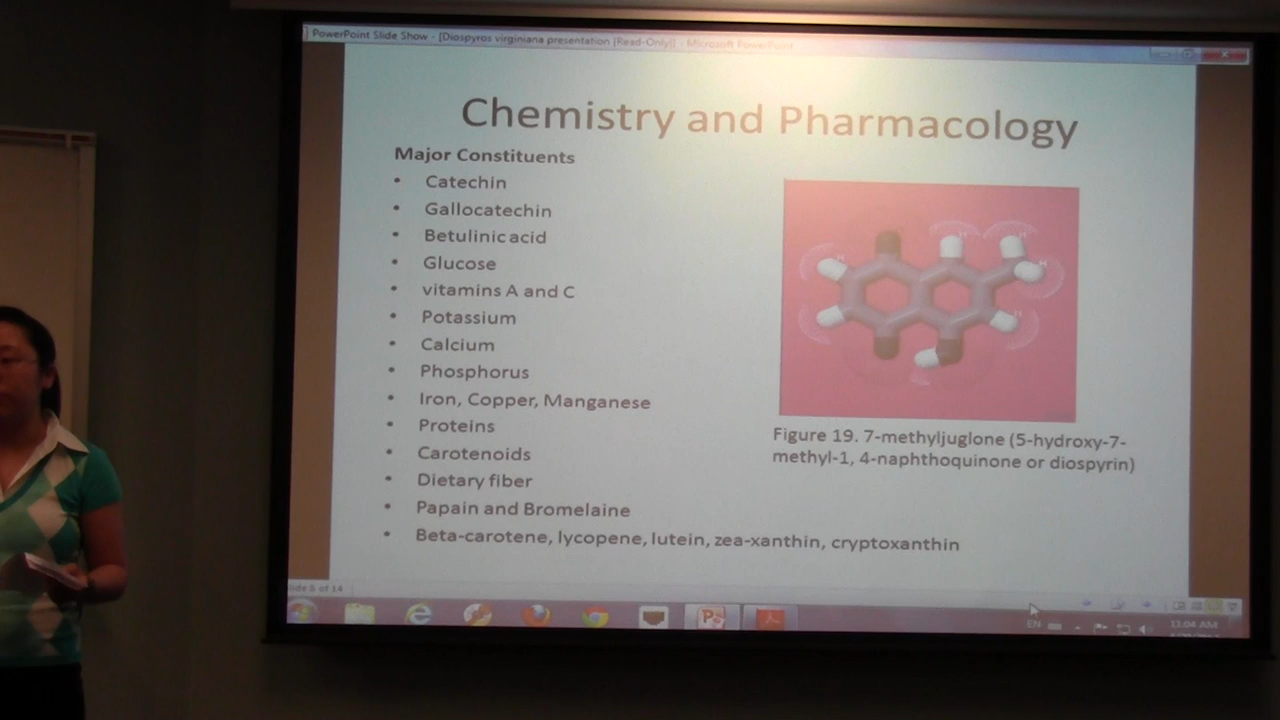 PowerPoint Slide Show - [Diospyros virginiana presentation [Read-Only]] - Microsoft PowerPoint
Chemistry and Pharmacology
Major Constituents
• Catechin
• Gallocatechin
• Betulinic acid
• Glucose
• vitamins A and C
• Potassium
• Calcium
• Phosphorus
• Iron, Copper, Manganese
• Proteins
• Carotenoids
• Dietary fiber
• Papain and Bromelaine
• Beta-carotene, lycopene, lutein, zea-xanthin, cryptoxanthin
H
H
H
H
H
H
Figure 19. 7-methyljuglone (5-hydroxy-7-
methyl-1, 4-naphthoquinone or diospyrin)
of 14
EN
11:04 AM